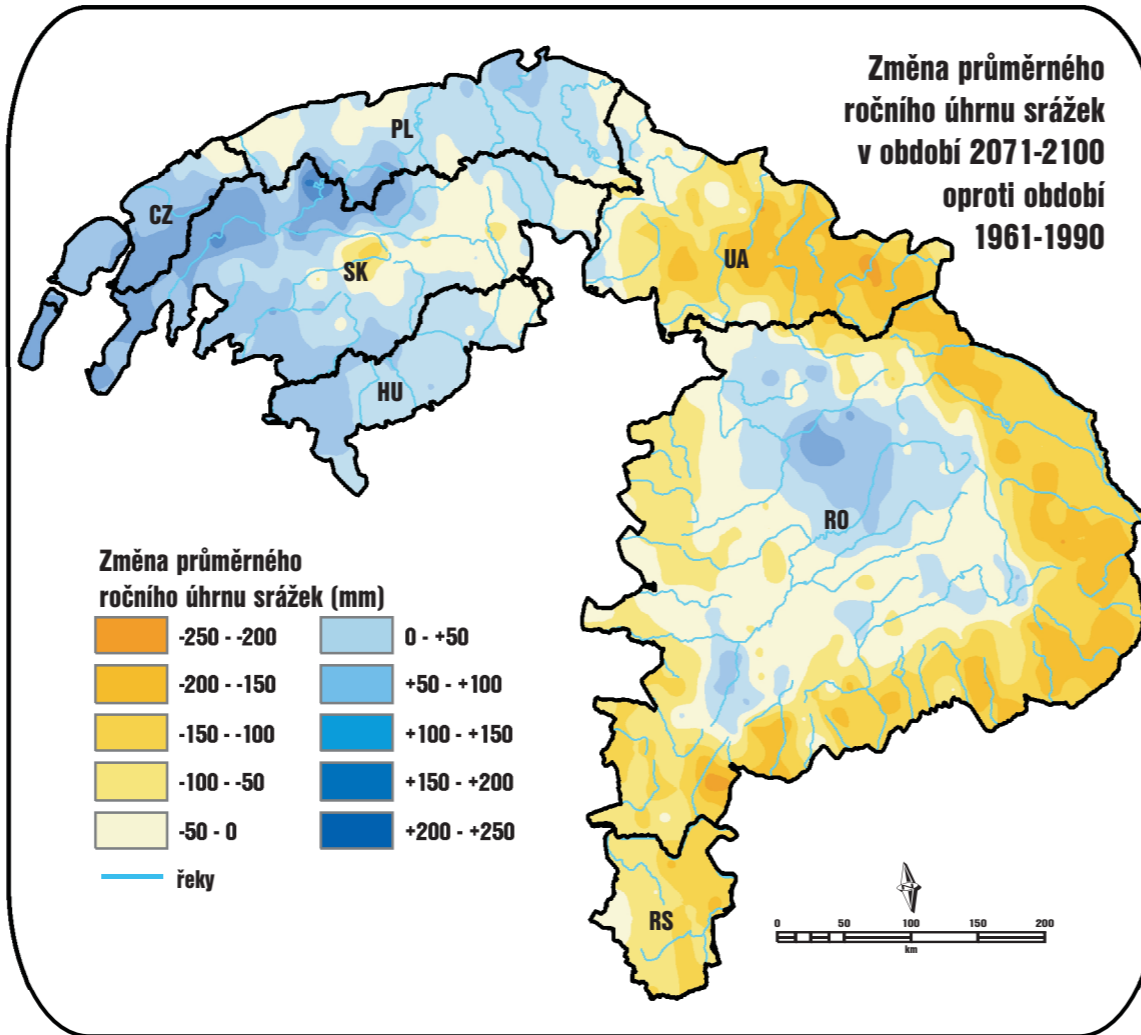 Změna průměrného
ročního úhrnu srážek
v období 2071-2100
oproti období
1961-1990
PL
CZ
SK
UA
HU
RO
RS
Změna průměrného
ročního úhrnu srážek (mm)
-250 - -200
0 - +50
-200 - -150
+50 - +100
-150 - -100
+100 - +150
-100 - -50
+150 - +200
-50 - 0
+200 - +250
řeky
0 50 100 150 200
km